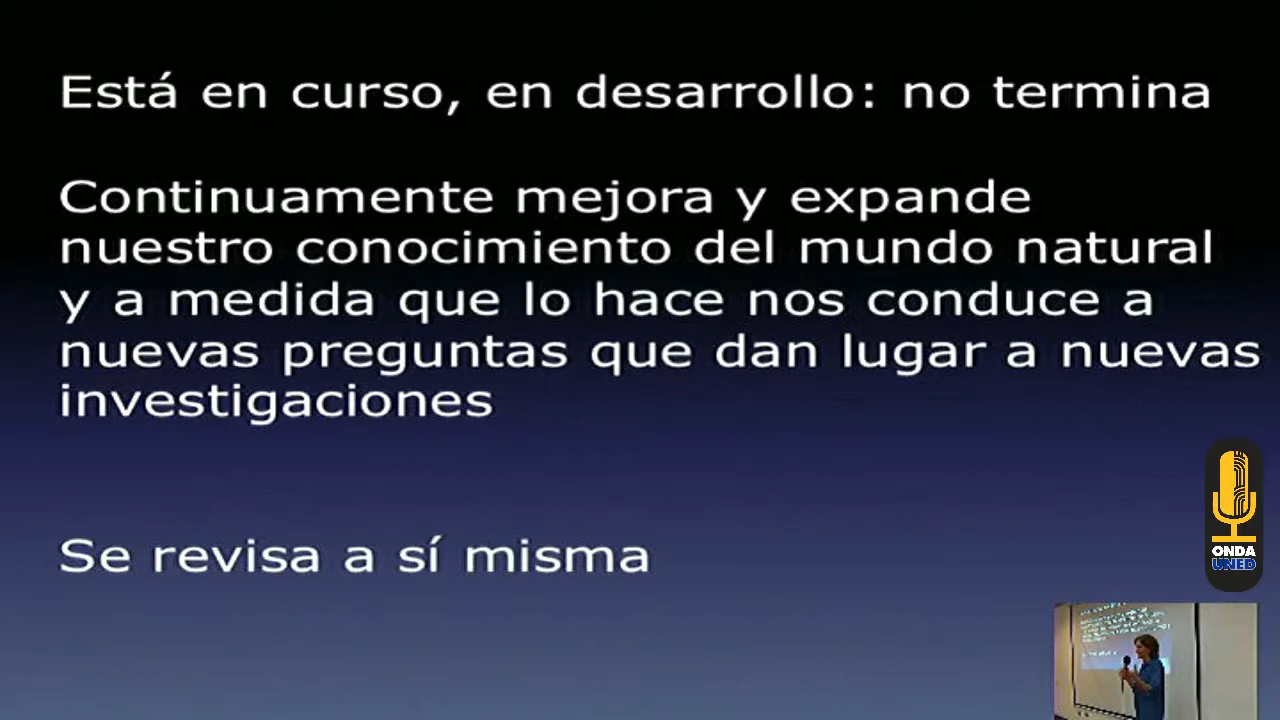 Está en curso, en desarrollo: no termina
Continuamente mejora y expande
nuestro conocimiento del mundo natural
y a medida que lo hace nos conduce a
nuevas preguntas que dan lugar a nuevas
investigaciones
Se revisa a sí misma
ONDA
UNED